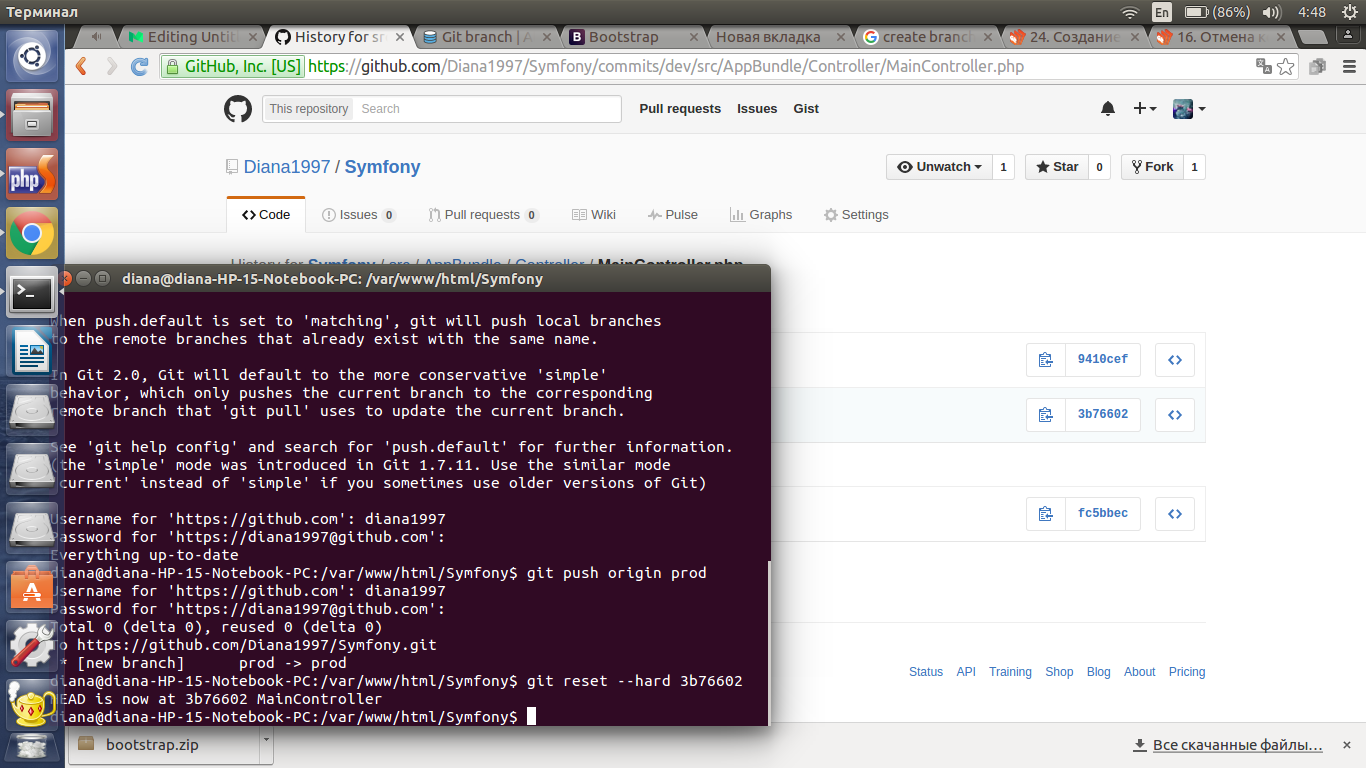 Терминал
En
(86%)
4:48
Editing Untit
History for sr
Git branch | A
B Bootstrap
Новая вкладка
create branch
24. Создание
16. Отмена к
GitHub, Inc. [US] https://github.com/Diana1997/Symfony/commits/dev/src/AppBundle/Controller/MainController.php
This repository Search
Pull requests Issues Gist
Diana1997 / Symfony
Unwatch 1 Star 0 Fork 1
Code Issues 0 Pull requests 0 Wiki Pulse Graphs Settings
History for Symfony / src / AppBundle / Controller / MainController.php
diana@diana-HP-15-Notebook-PC: /var/www/html/Symfony
when push.default is set to 'matching', git will push local branches
to the remote branches that already exist with the same name.
In Git 2.0, Git will default to the more conservative 'simple'
behavior, which only pushes the current branch to the corresponding
remote branch that 'git pull' uses to update the current branch.
See 'git help config' and search for 'push.default' for further information.
(the 'simple' mode was introduced in Git 1.7.11. Use the similar mode
'current' instead of 'simple' if you sometimes use older versions of Git)
Username for 'https://github.com': diana1997
Password for 'https://diana1997@github.com':
Everything up-to-date
diana@diana-HP-15-Notebook-PC:/var/www/html/Symfony$ git push origin prod
Username for 'https://github.com': diana1997
Password for 'https://diana1997@github.com':
Total 0 (delta 0), reused 0 (delta 0)
To https://github.com/Diana1997/Symfony.git
* [new branch] prod -> prod
diana@diana-HP-15-Notebook-PC:/var/www/html/Symfony$ git reset --hard 3b76602
HEAD is now at 3b76602 MainController
diana@diana-HP-15-Notebook-PC:/var/www/html/Symfony$
9410cef
3b76602
fc5bbec
Status API Training Shop Blog About Pricing
php
bootstrap.zip
Все скачанные файлы…